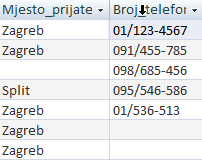 Mjesto_prijate Broj_telefor
Zagreb 01/123-4567
Zagreb 091/455-785
098/685-456
Split 095/546-586
Zagreb 01/536-513
Zagreb
Zagreb